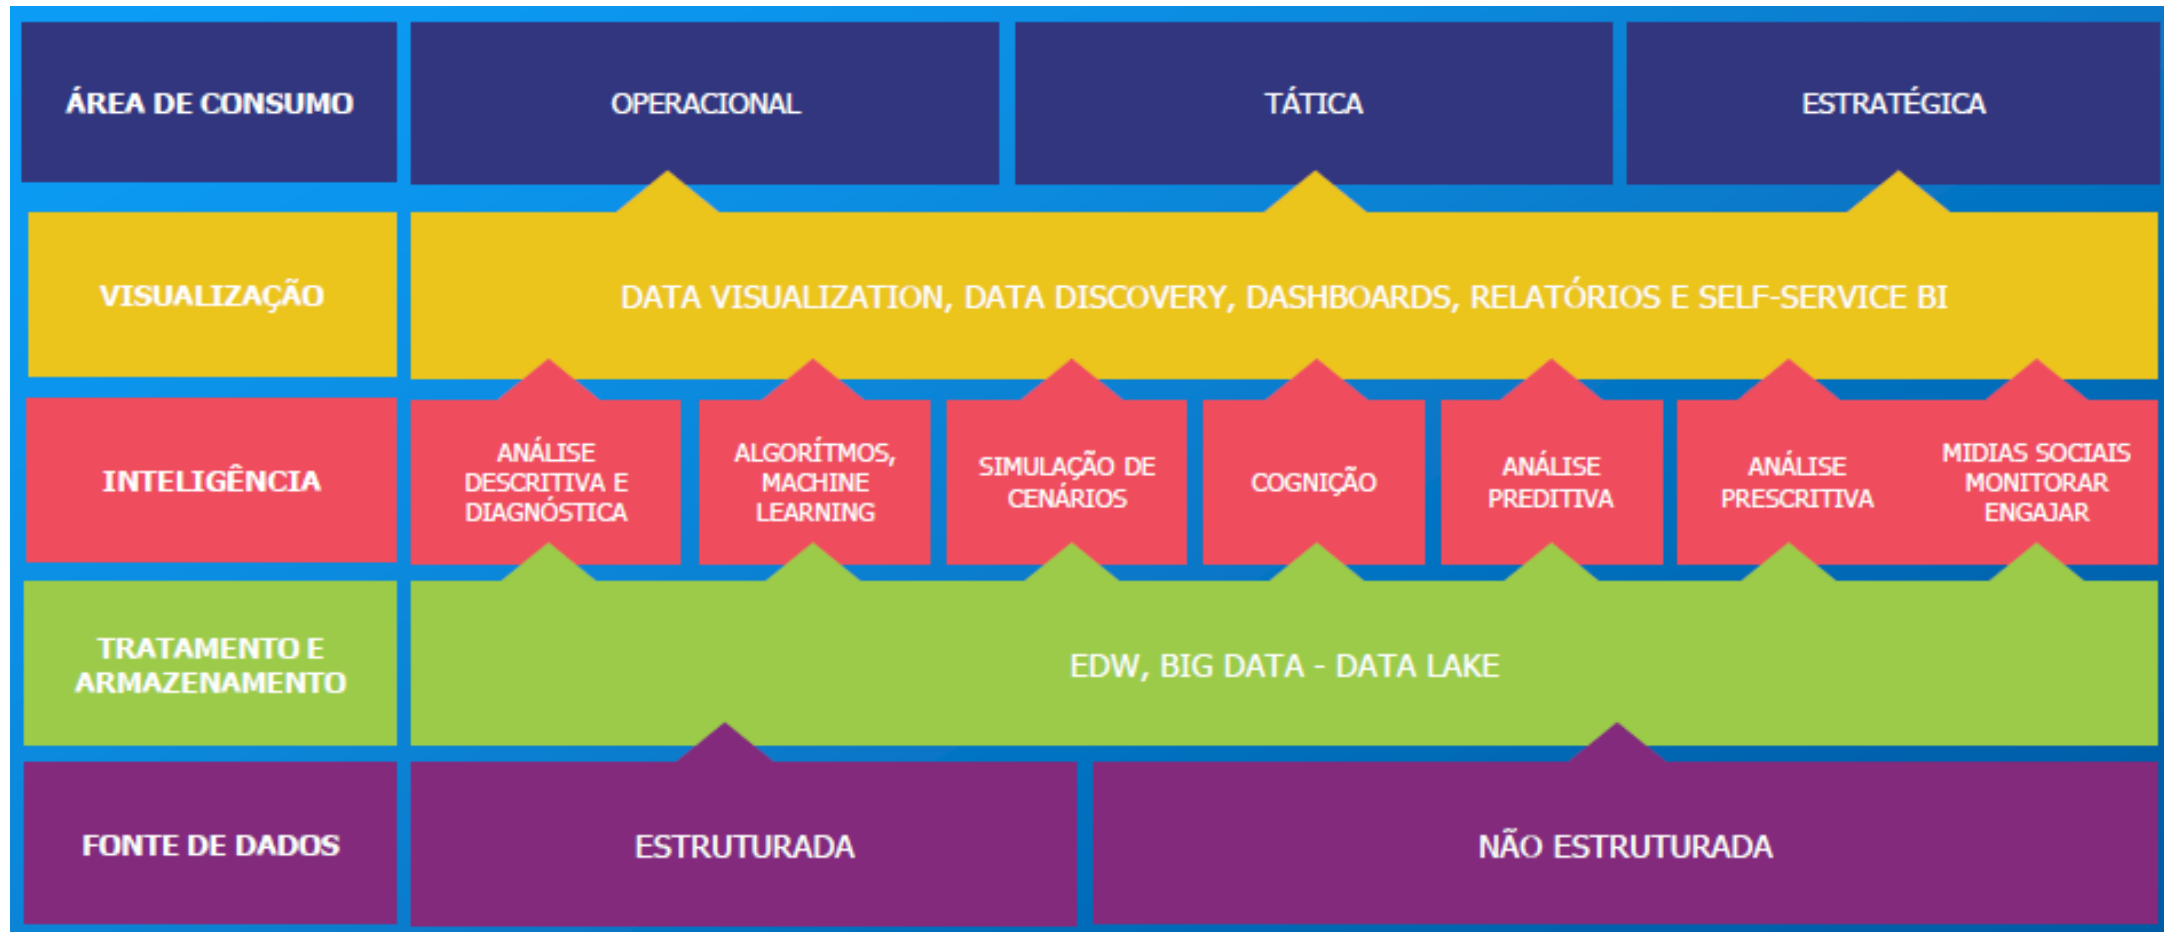 ÁREA DE CONSUMO
OPERACIONAL
TÁTICA
ESTRATÉGICA
VISUALIZAÇÃO
DATA VISUALIZATION, DATA DISCOVERY, DASHBOARDS, RELATÓRIOS E SELF-SERVICE BI
INTELIGÊNCIA
ANÁLISE
DESCRITIVA E
DIAGNÓSTICA
ALGORÍTMOS,
MACHINE
LEARNING
SIMULAÇÃO DE
CENÁRIOS
COGNIÇÃO
ANÁLISE
PREDITIVA
ANÁLISE
PRESCRITIVA
MIDIAS SOCIAIS
MONITORAR
ENGAJAR
TRATAMENTO E
ARMAZENAMENTO
EDW, BIG DATA - DATA LAKE
FONTE DE DADOS
ESTRUTURADA
NÃO ESTRUTURADA